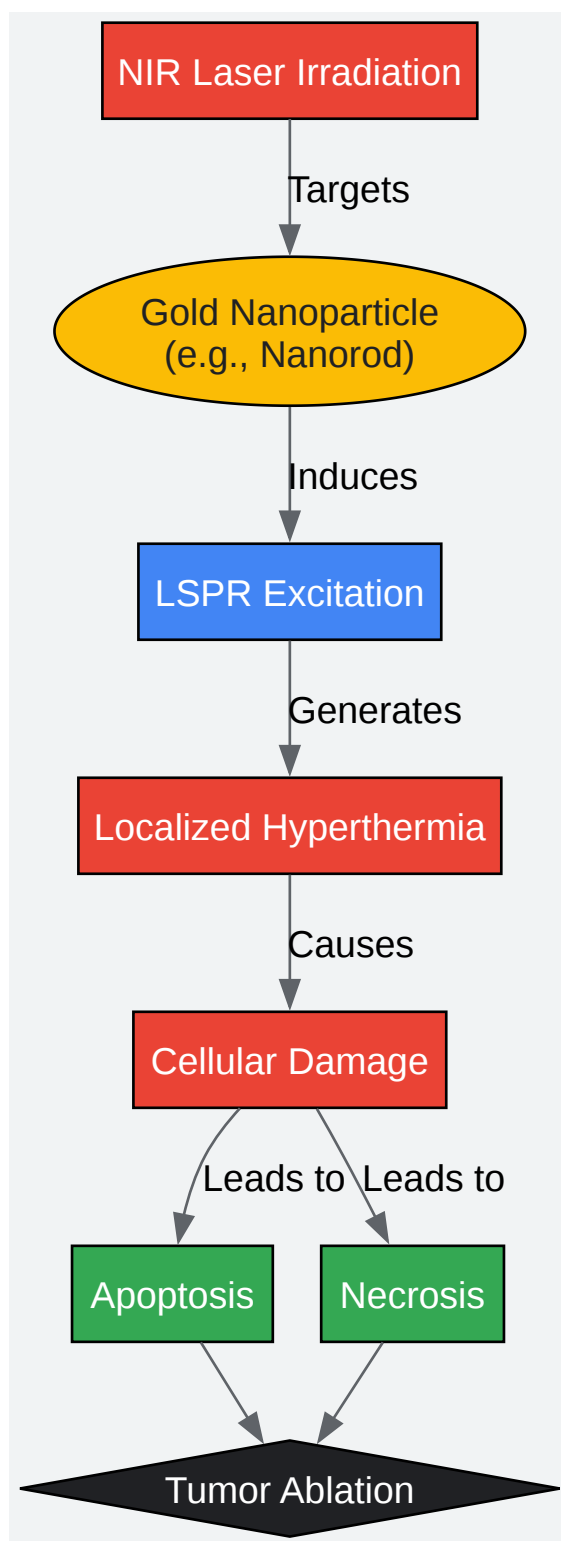 NIR Laser Irradiation
Targets
Gold Nanoparticle
(e.g., Nanorod)
Induces
LSPR Excitation
Generates
Localized Hyperthermia
Causes
Cellular Damage
Leads to
Leads to
Apoptosis
Necrosis
Tumor Ablation